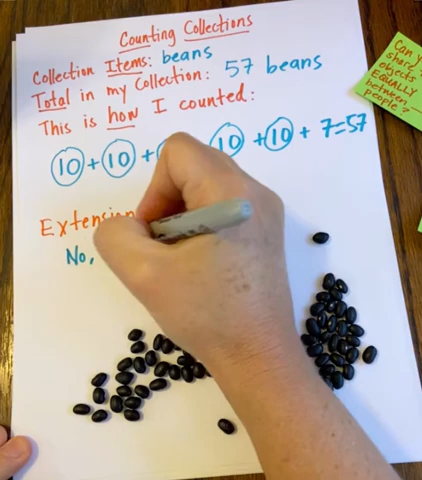 Counting Collections
Collection Items: beans
Total in my Collection: 57 beans
This is how I counted:
10 + 10 + 10 + 10 + 7=57
Extension
No,
Can y
share
objects
EQUALLY
between
people?